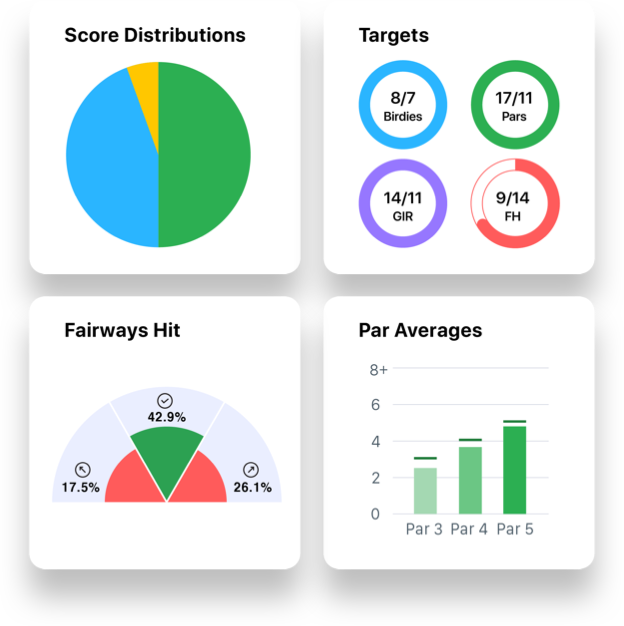 Score Distributions
Targets
8/7
Birdies
17/11
Pars
14/11
GIR
9/14
FH
Fairways Hit
42.9%
17.5%
26.1%
Par Averages
8+
6
4
2
0
Par 3 Par 4 Par 5